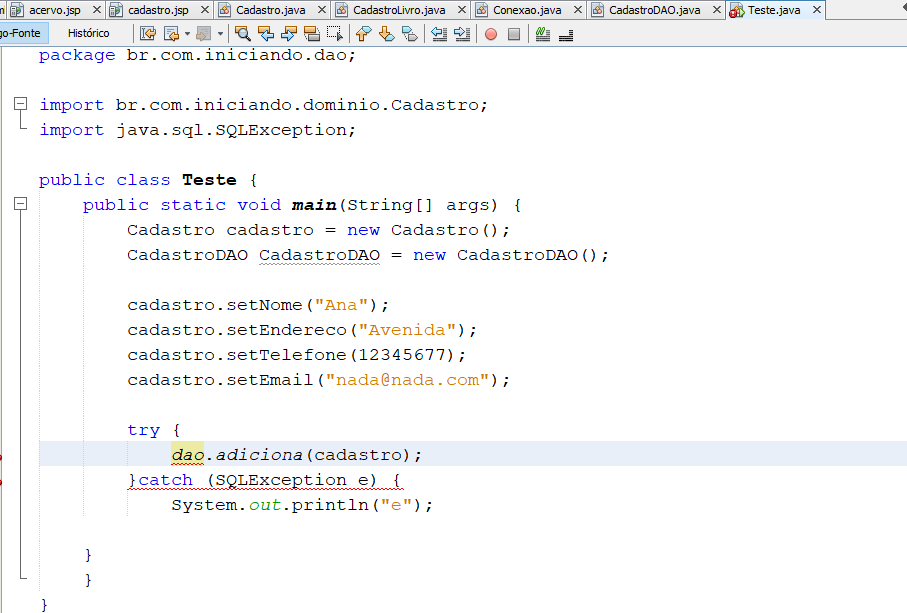 acervo.jsp cadastro.jsp Cadastro.java CadastroLivro.java Conexao.java CadastroDAO.java Teste.java
go-Fonte Histórico
package br.com.iniciando.dao;
import br.com.iniciando.dominio.Cadastro;
import java.sql.SQLException;
public class Teste {
public static void main(String[] args) {
Cadastro cadastro = new Cadastro();
CadastroDAO CadastroDAO = new CadastroDAO();
cadastro.setNome("Ana");
cadastro.setEndereco("Avenida");
cadastro.setTelefone(12345677);
cadastro.setEmail("nada@nada.com");
try {
dao.adiciona(cadastro);
}catch (SQLException e) {
System.out.println("e");
}
}
}